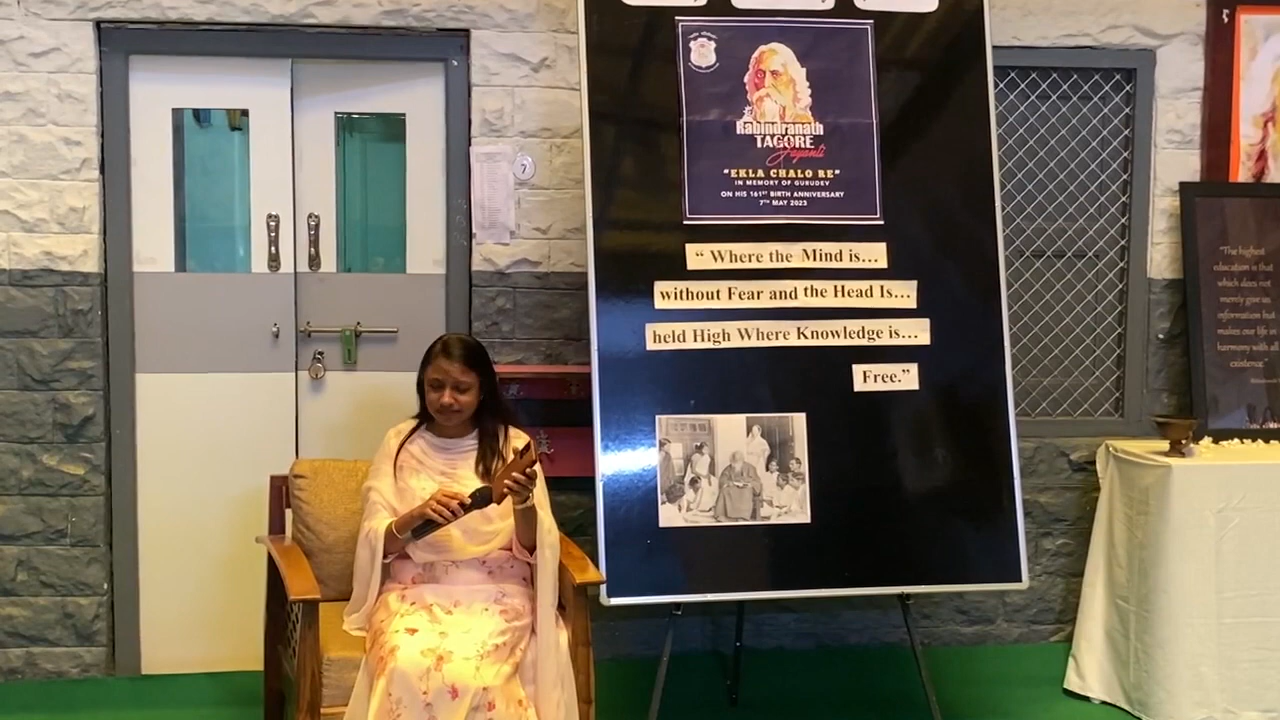 7
Rabindranath
TAGORE
Jayanti
"EKLA CHALO RE"
IN MEMORY OF GURUDEV
ON HIS 161ST BIRTH ANNIVERSARY
7TH MAY 2023
“ Where the Mind is...
without Fear and the Head Is...
held High Where Knowledge is...
Free.”
"The highest
education is that
which does not
merely give us
information but
makes our life in
harmony with all
existence."